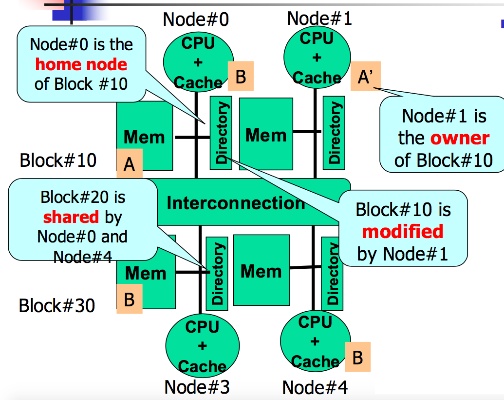 Node#0
Node#1
Node#0 is the
home node
of Block #10
CPU
+
Cache
B
CPU
+
Cache
A'
Node#1 is
the owner
of Block#10
Mem
Directory
Mem
Directory
Block#10
A
Block#20 is
shared by
Node#0 and
Node#4
Interconnection
Block#10 is
modified
by Node#1
Mem
Directory
Mem
Directory
B
Block#30
CPU
+
Cache
CPU
+
Cache
B
Node#3
Node#4